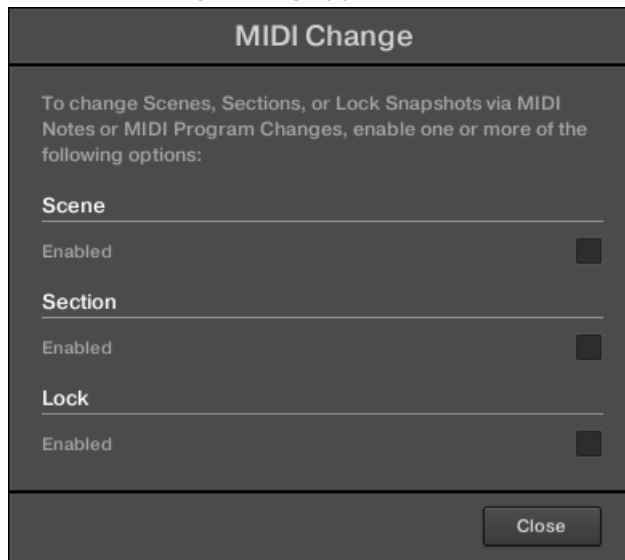 MIDI Change
To change Scenes, Sections, or Lock Snapshots via MIDI
Notes or MIDI Program Changes, enable one or more of the
following options:
Scene
Enabled
Section
Enabled
Lock
Enabled
Close